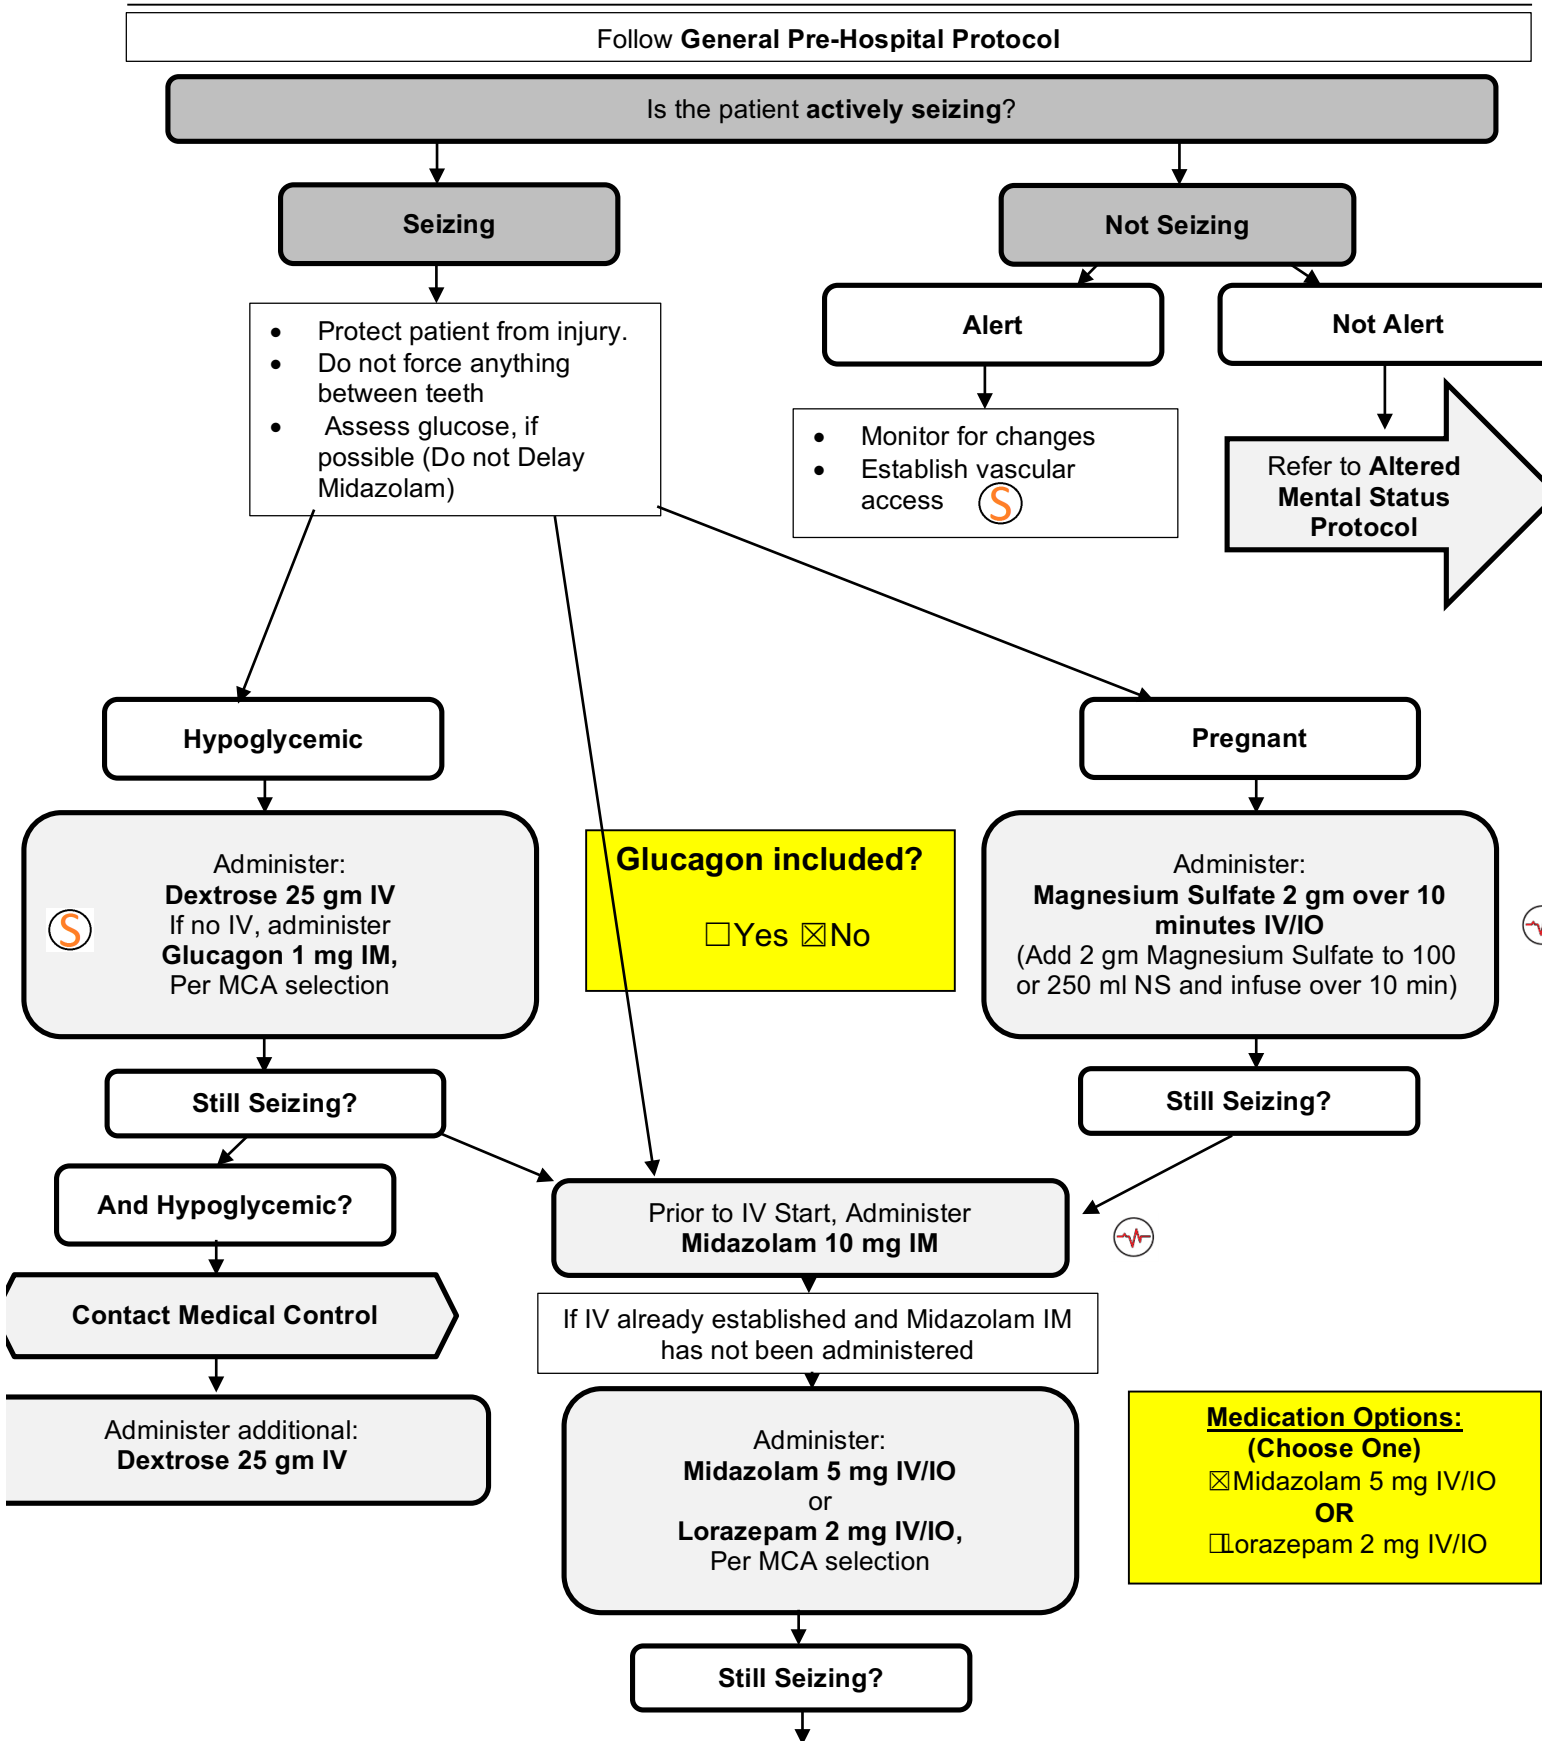 Follow General Pre-Hospital Protocol
Is the patient actively seizing?
Seizing
Not Seizing
• Protect patient from injury.
• Do not force anything
between teeth
• Assess glucose, if
possible (Do not Delay
Midazolam)
Alert
Not Alert
• Monitor for changes
• Establish vascular
access S
Refer to Altered
Mental Status
Protocol
Hypoglycemic
Pregnant
Administer:
Dextrose 25 gm IV
If no IV, administer
Glucagon 1 mg IM,
Per MCA selection
S
Glucagon included?
☐Yes ☒No
Administer:
Magnesium Sulfate 2 gm over 10
minutes IV/IO
(Add 2 gm Magnesium Sulfate to 100
or 250 ml NS and infuse over 10 min)
Still Seizing?
Still Seizing?
And Hypoglycemic?
Prior to IV Start, Administer
Midazolam 10 mg IM
Contact Medical Control
If IV already established and Midazolam IM
has not been administered
Administer additional:
Dextrose 25 gm IV
Administer:
Midazolam 5 mg IV/IO
or
Lorazepam 2 mg IV/IO,
Per MCA selection
Medication Options:
(Choose One)
☒Midazolam 5 mg IV/IO
OR
☐Lorazepam 2 mg IV/IO
Still Seizing?